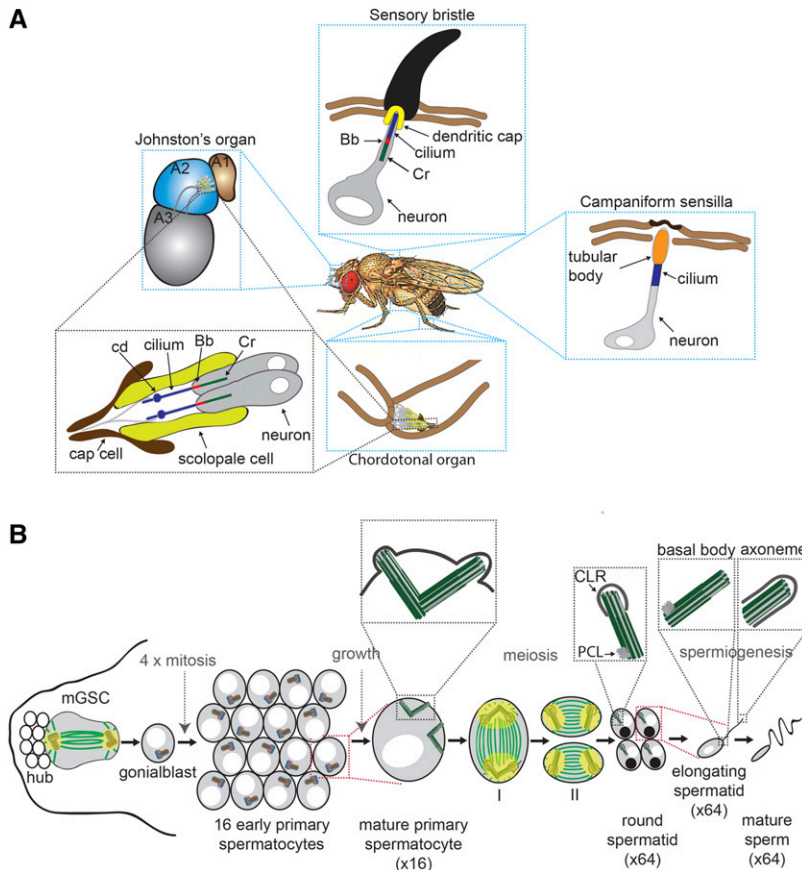 A
Sensory bristle
dendritic cap
Bb
cilium
Cr
neuron
Johnston's organ
A2
A1
A3
Campaniform sensilla
tubular
body
cilium
neuron
cd
cilium
Bb
Cr
neuron
cap cell
scolopale cell
Chordotonal organ
B
basal body
axoneme
CLR
PCL
4 x mitosis
growth
meiosis
spermiogenesis
mGSC
hub
gonialblast
I
II
16 early primary
spermatocytes
mature primary
spermatocyte
(x16)
round
spermatid
(x64)
elongating
spermatid
(x64)
mature
sperm
(x64)